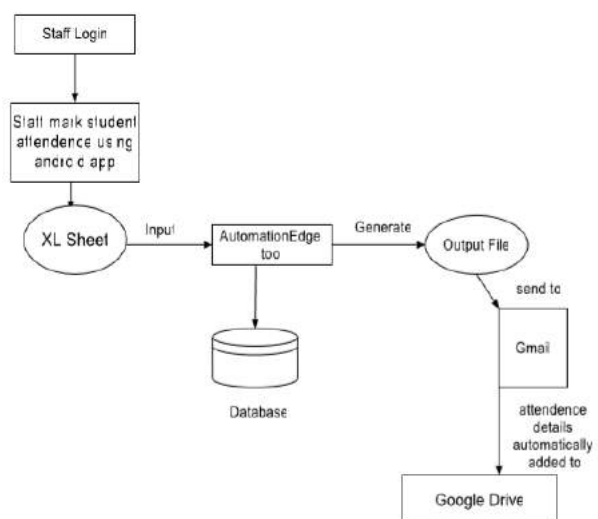 Staff Login
Staff mark student
attendence using
android app
XL Sheet
Input
AutomationEdge
too
Generate
Output File
send to
Gmail
Database
attendence
details
automatically
added to
Google Drive